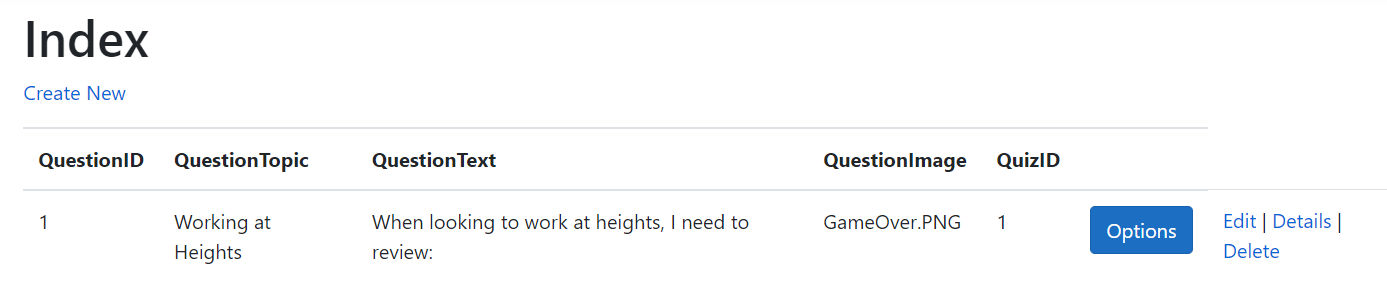 Index
Create New
QuestionID QuestionTopic QuestionText QuestionImage QuizID
1 Working at When looking to work at heights, I need to GameOver.PNG 1 Options Edit | Details |
Heights review: Delete